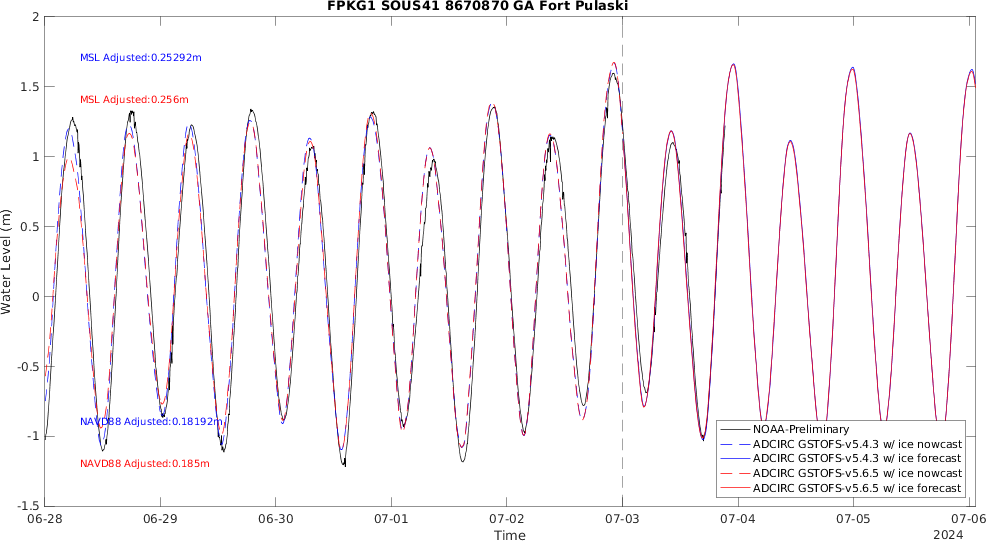 FPKG1 SOUS41 8670870 GA Fort Pulaski
2
1.5
1
0.5
0
-0.5
-1
-1.5
Water Level (m)
MSL Adjusted:0.25292m
MSL Adjusted:0.256m
NAVD88 Adjusted:0.18192m
NAVD88 Adjusted:0.185m
NOAA-Preliminary
ADCIRC GSTOFS-v5.4.3 w/ ice nowcast
ADCIRC GSTOFS-v5.4.3 w/ ice forecast
ADCIRC GSTOFS-v5.6.5 w/ ice nowcast
ADCIRC GSTOFS-v5.6.5 w/ ice forecast
06-28 06-29 06-30 07-01 07-02 07-03 07-04 07-05 07-06
Time
2024